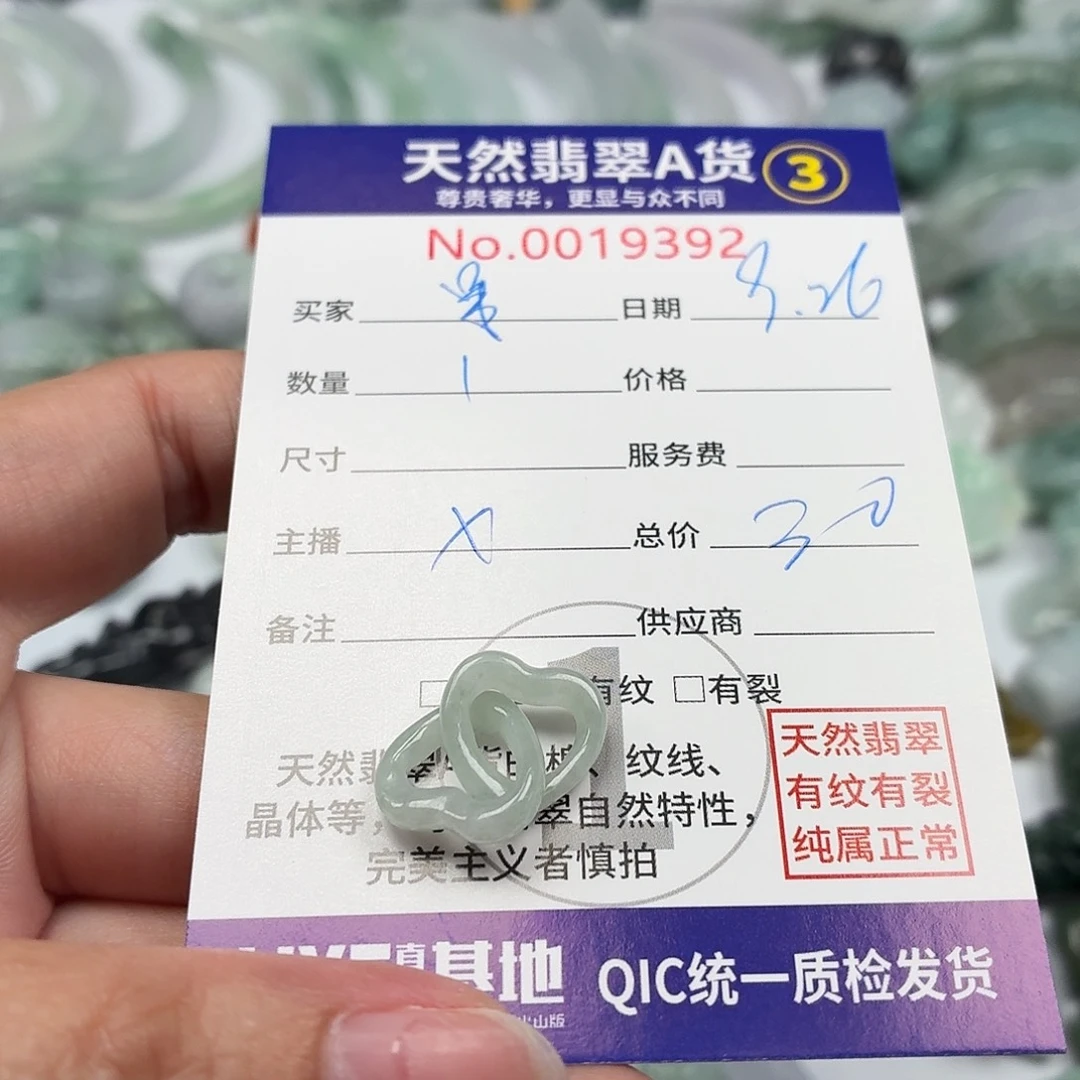 天然翡翠A货 3
尊贵奢华，更显与众不同
No.0019392
买家 日期 9.26
数量 1 价格
尺寸 服务费
主播 X 总价 30
备注 供应商
有纹 □有裂
天然翡翠 、纹线、
晶体等， 翠自然特性，
完美主义者慎拍
天然翡翠
有纹有裂
纯属正常
基地 QIC统一质检发货